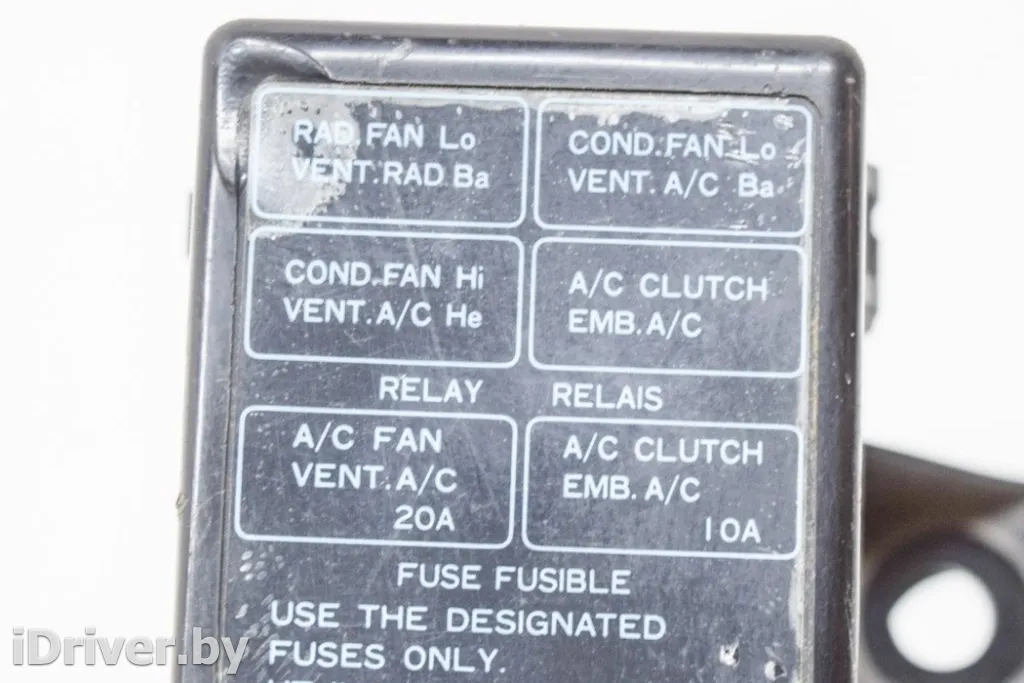 RAD.FAN Lo
VENT.RAD Ba
COND.FAN Lo
VENT. A/C Ba
COND.FAN Hi
VENT.A/C He
A/C CLUTCH
EMB.A/C
RELAY RELAIS
A/C FAN
VENT.A/C
20A
A/C CLUTCH
EMB. A/C
10A
FUSE FUSIBLE
USE THE DESIGNATED
FUSES ONLY.
iDriver.by